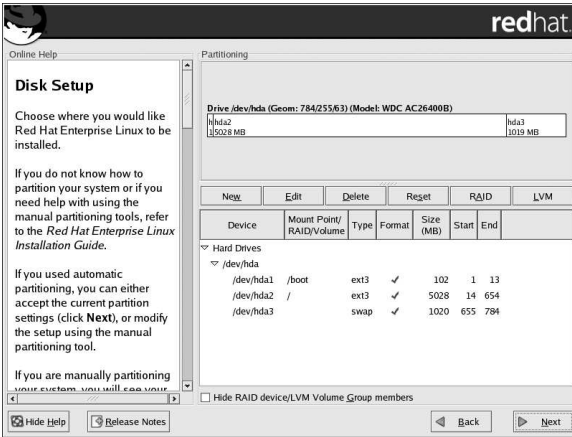 redhat.
Online Help
Disk Setup
Choose where you would like
Red Hat Enterprise Linux to be
installed.
If you do not know how to
partition your system or if you
need help with using the
manual partitioning tools, refer
to the Red Hat Enterprise Linux
Installation Guide.
If you used automatic
partitioning, you can either
accept the current partition
settings (click Next), or modify
the setup using the manual
partitioning tool.
If you are manually partitioning
your system, you will see your
Partitioning
Drive /dev/hda (Geom: 784/255/63) (Model: WDC AC26400B)
h hda2 hda3
1 5028 MB 1019 MB
New Edit Delete Reset RAID LVM
Device Mount Point/ RAID/Volume Type Format Size (MB) Start End
Hard Drives
/dev/hda
/dev/hda1 /boot ext3 ✓ 102 1 13
/dev/hda2 / ext3 ✓ 5028 14 654
/dev/hda3 swap ✓ 1020 655 784
Hide RAID device/LVM Volume Group members
Hide Help Release Notes Back Next